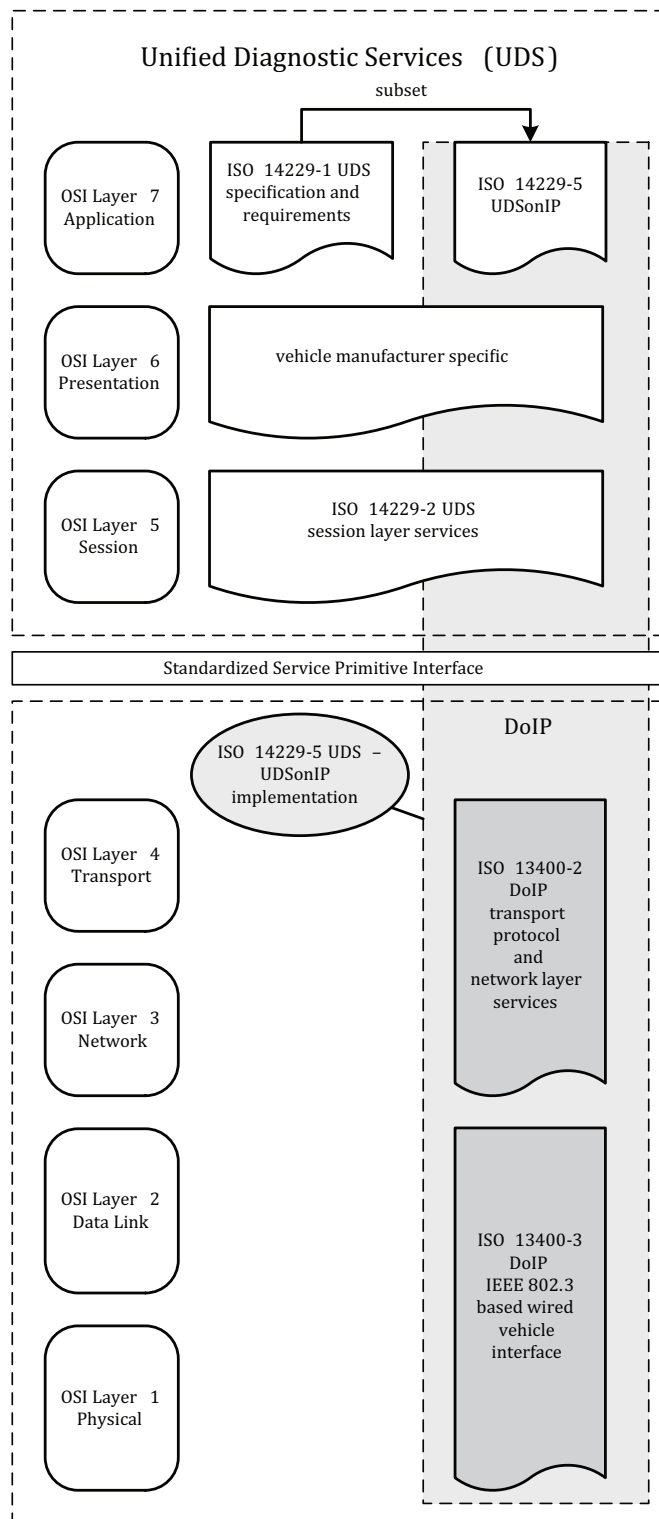 Unified Diagnostic Services (UDS)
subset
OSI Layer 7
Application
ISO 14229-1 UDS
specification and
requirements
ISO 14229-5
UDSonIP
OSI Layer 6
Presentation
vehicle manufacturer specific
OSI Layer 5
Session
ISO 14229-2 UDS
session layer services
Standardized Service Primitive Interface
DoIP
ISO 14229-5 UDS –
UDSonIP
implementation
OSI Layer 4
Transport
ISO 13400-2
DoIP
transport
protocol
and
network layer
services
OSI Layer 3
Network
OSI Layer 2
Data Link
ISO 13400-3
DoIP
IEEE 802.3
based wired
vehicle
interface
OSI Layer 1
Physical